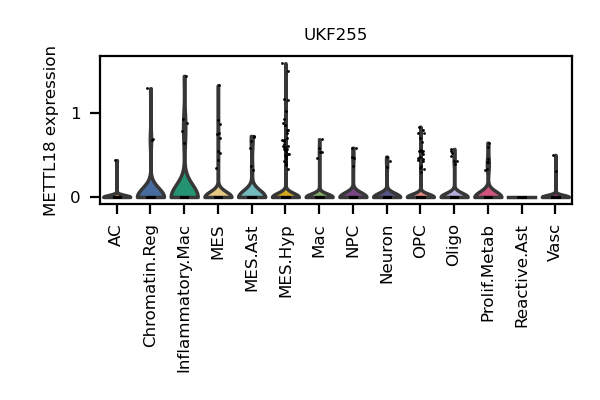 UKF255
METTL18 expression
1
0
AC
Chromatin.Reg
Inflammatory.Mac
MES
MES.Ast
MES.Hyp
Mac
NPC
Neuron
OPC
Oligo
Prolif.Metab
Reactive.Ast
Vasc